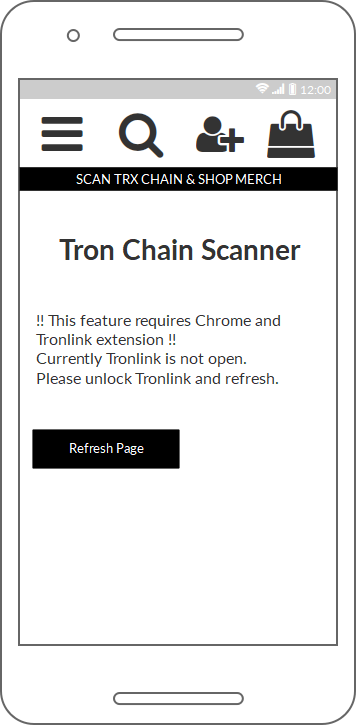 12:00
SCAN TRX CHAIN & SHOP MERCH
Tron Chain Scanner
!! This feature requires Chrome and
Tronlink extension !!
Currently Tronlink is not open.
Please unlock Tronlink and refresh.
Refresh Page